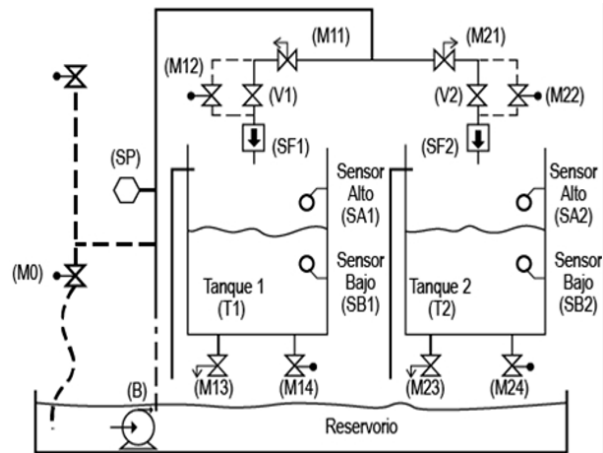 (M11)
(M21)
(M12)
(V1)
(V2)
(M22)
(SF1)
(SF2)
(SP)
Sensor
Alto
(SA1)
Sensor
Alto
(SA2)
(M0)
Tanque 1
(T1)
Sensor
Bajo
(SB1)
Tanque 2
(T2)
Sensor
Bajo
(SB2)
(M13)
(M14)
(M23)
(M24)
(B)
Reservorio